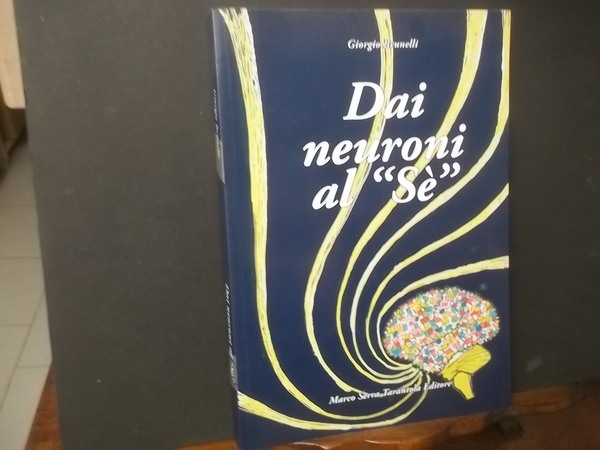 Giorgio Brunelli
Dai
neuroni
al “Sè”
Marco Serra Tarantola Editore